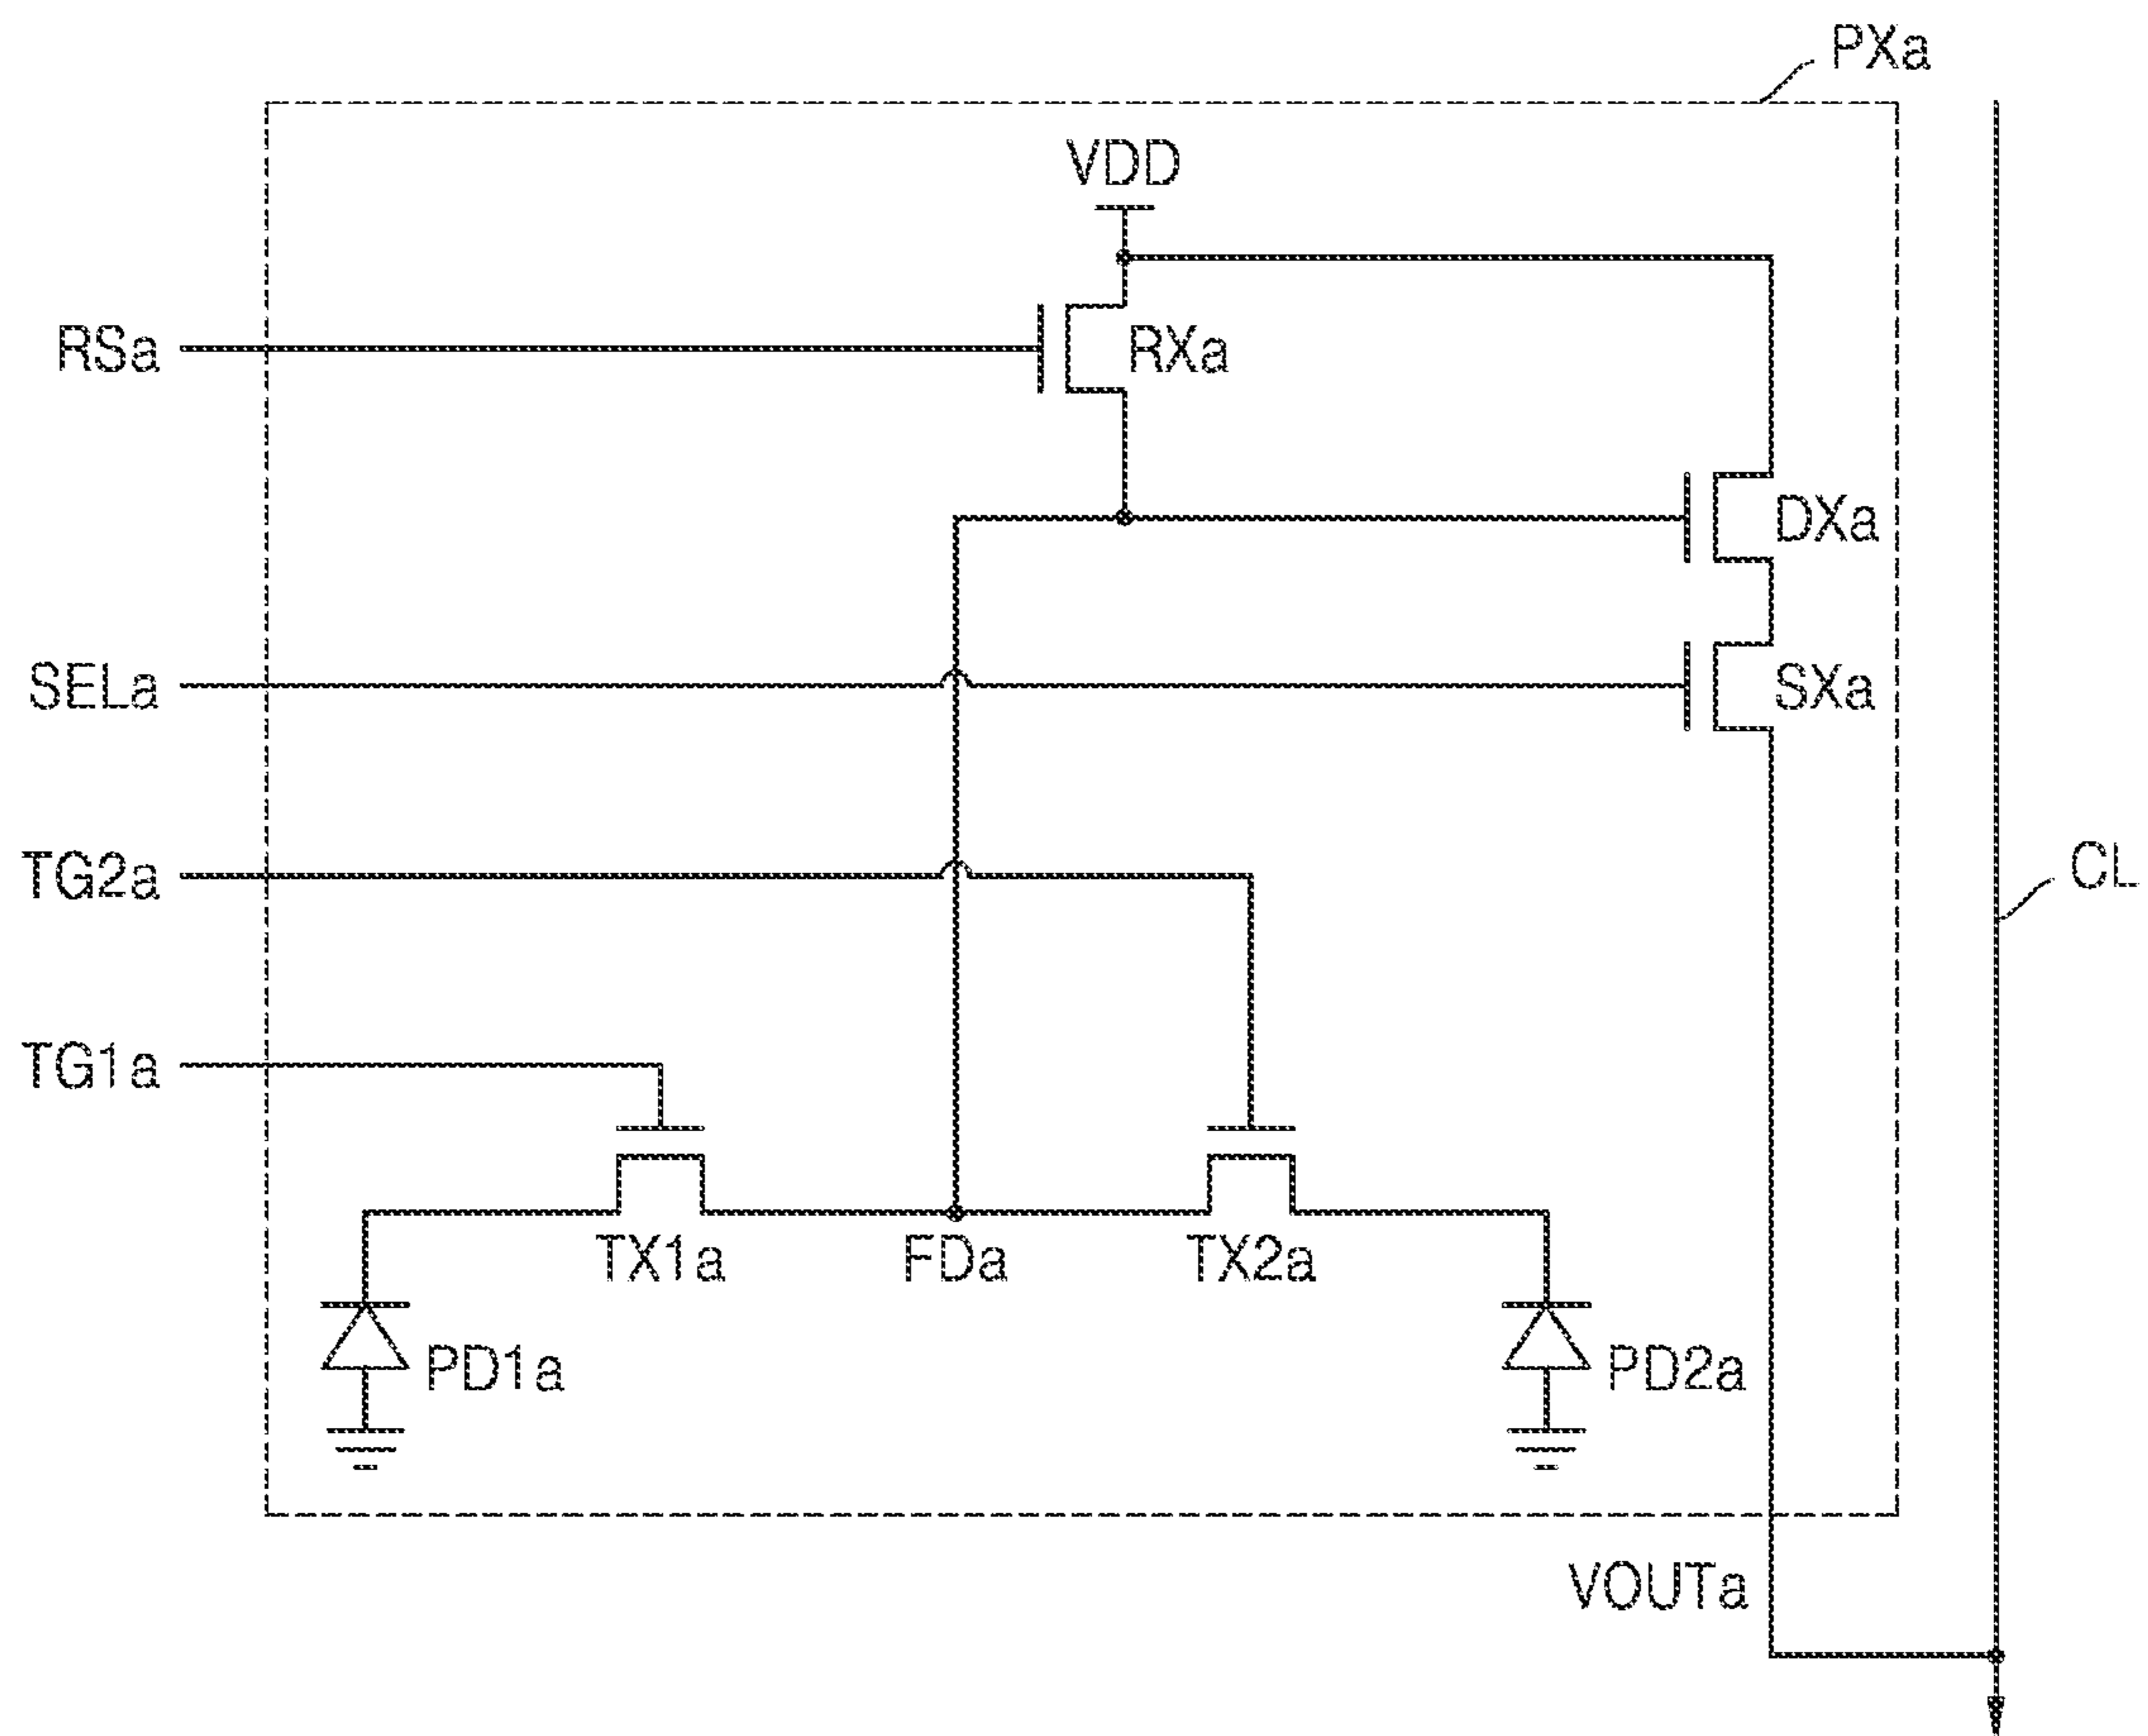 PXa
VDD
RSa
RXa
DXa
SELa
SXa
TG2a
CL
TG1a
TX1a
FDa
TX2a
PD1a
PD2a
VOUTa